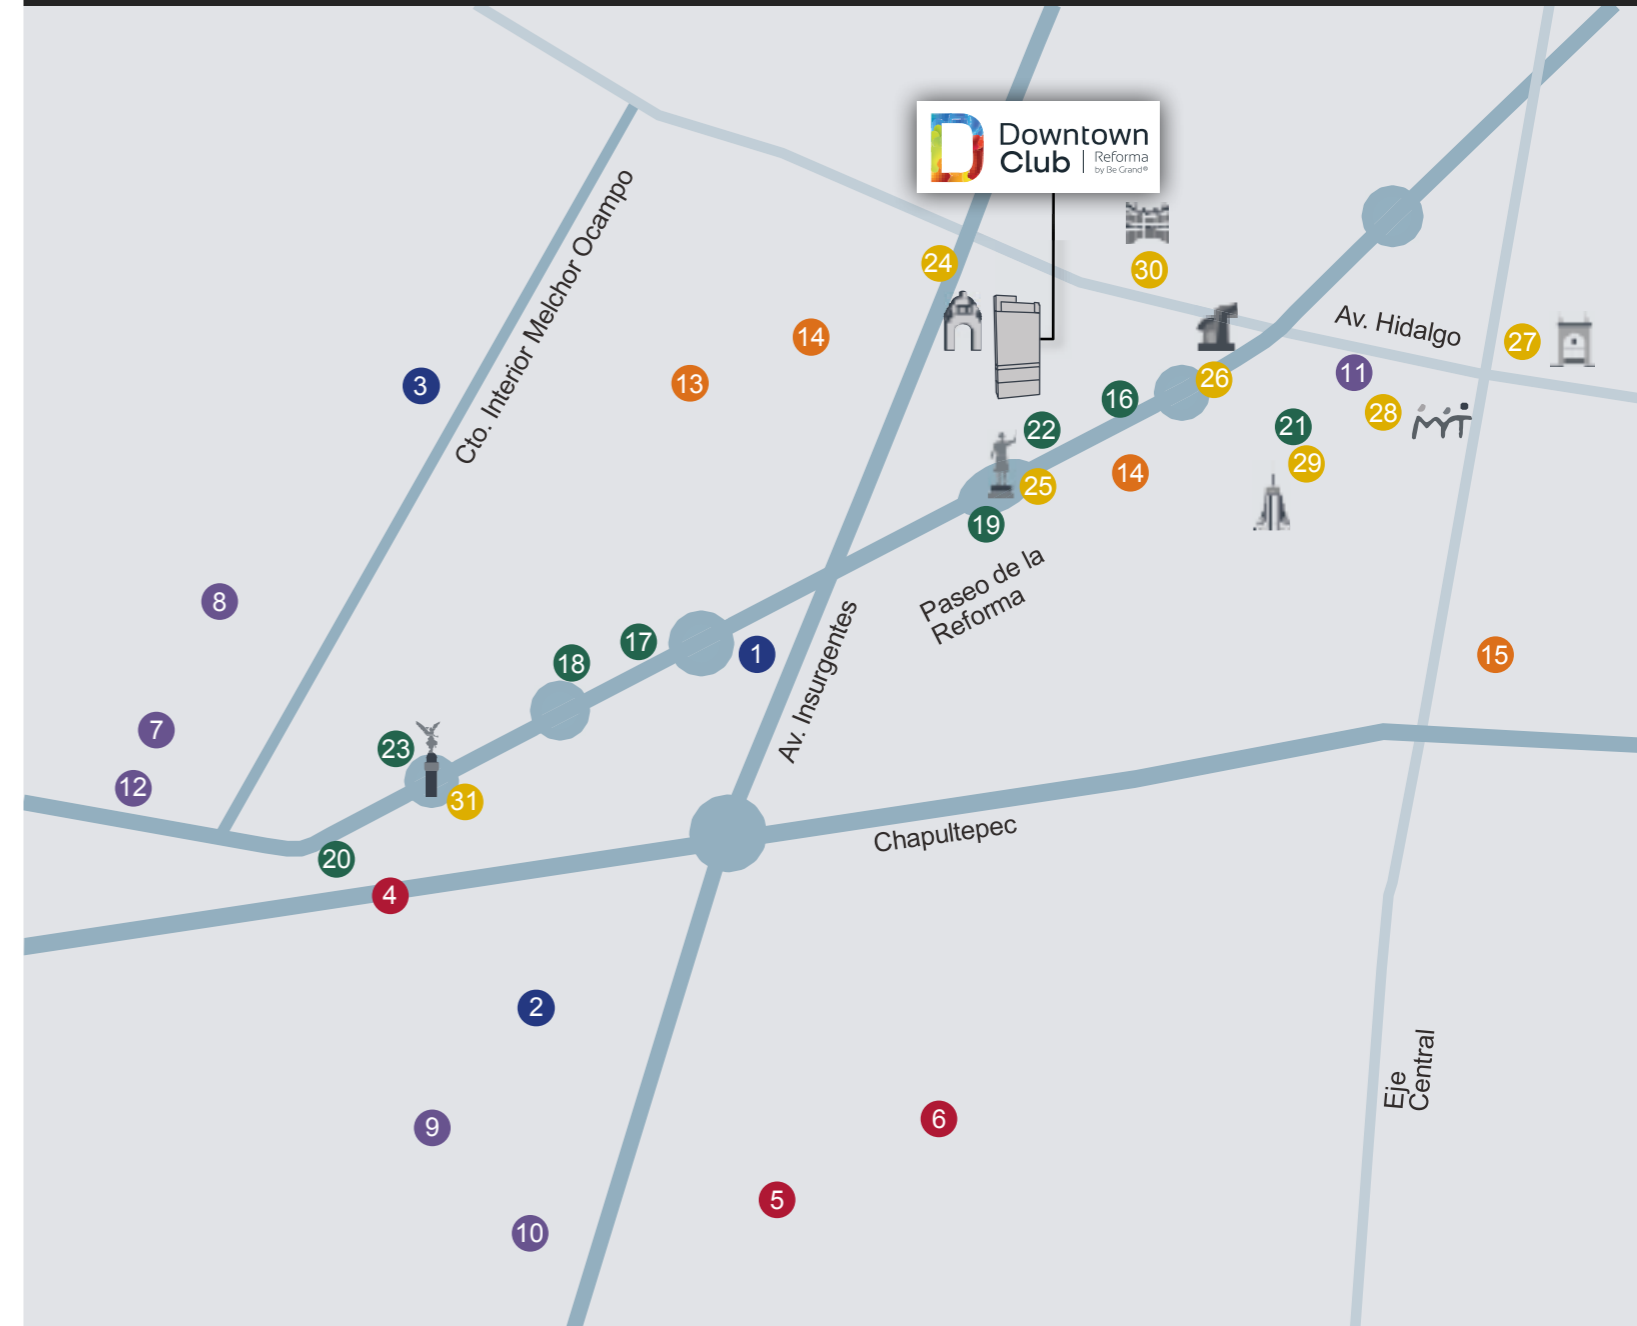 Downtown
Club
Reforma
by Be Grand®
24
30
Av. Hidalgo
27
14
Cto. Interior Melchor Ocampo
3
13
26
11
16
28
22
21
29
14
25
19
Paseo de la
Reforma
8
17
1
18
Av. Insurgentes
15
7
23
12
31
20
Chapultepec
4
2
Eje
Central
9
6
5
10